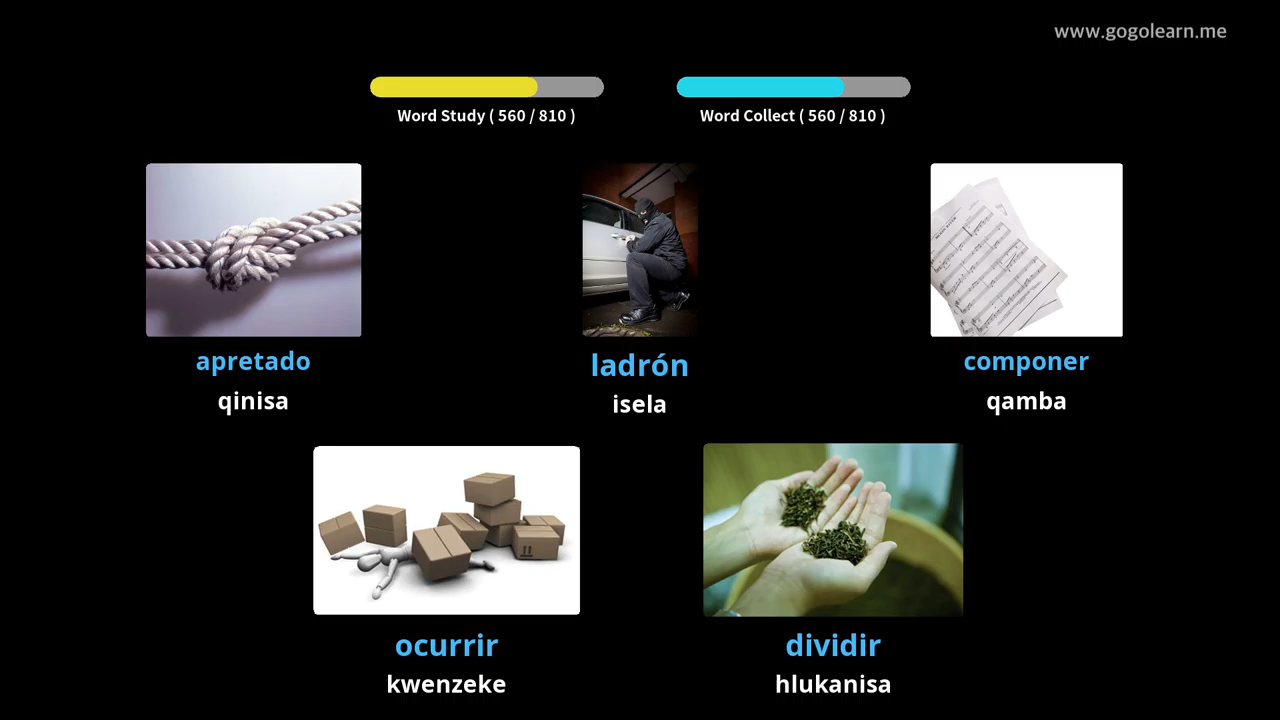 www.gogolearn.me
Word Study ( 560 / 810 )
Word Collect ( 560 / 810 )
apretado
qinisa
ladrón
isela
componer
qamba
ocurrir
kwenzeke
dividir
hlukanisa